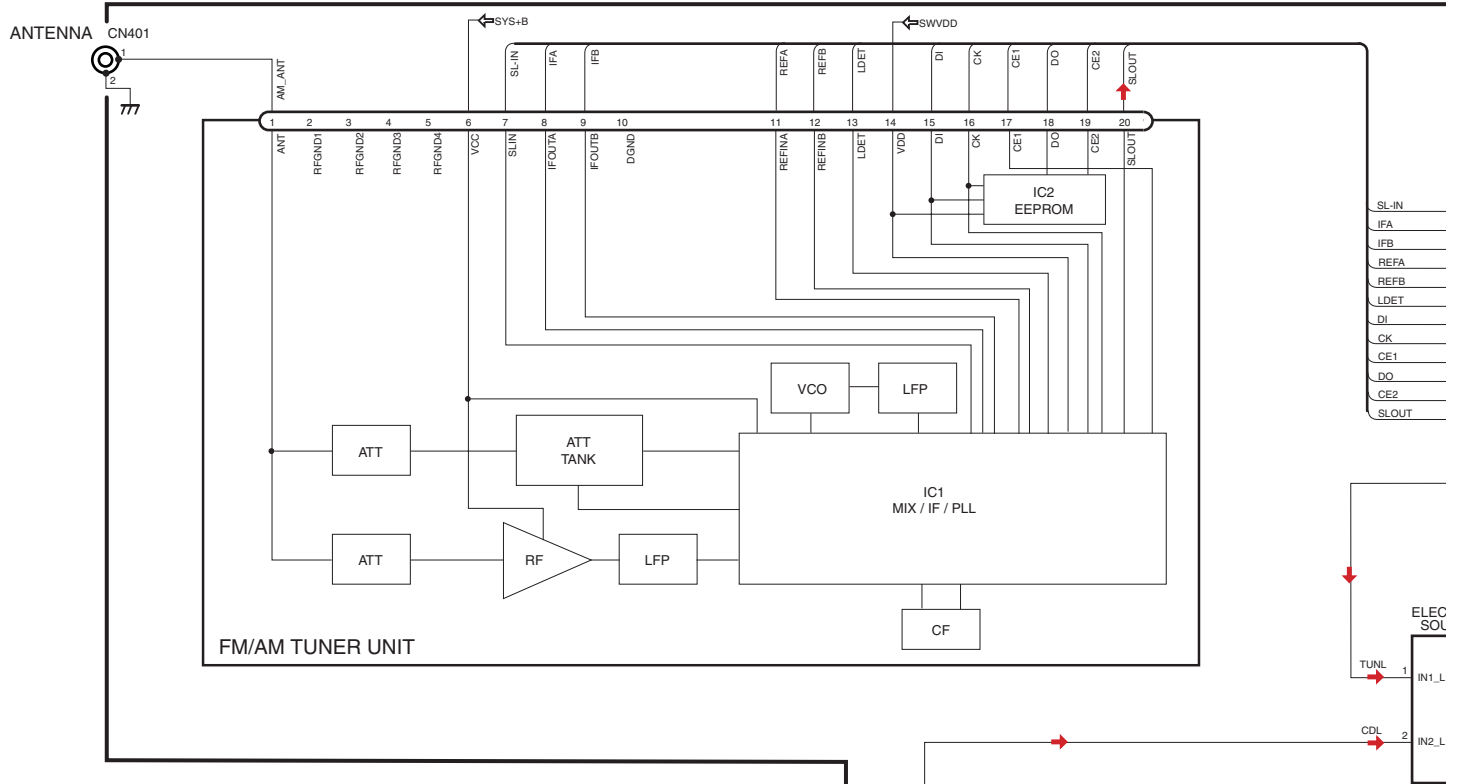 ANTENNA CN401
1
2
AM_ANT
SYS+B
SL-IN
IFA
IFB
REFA
REFB
LDET
SWVDD
DI
CK
CE1
DO
CE2
SLOUT
1 2 3 4 5 6 7 8 9 10 11 12 13 14 15 16 17 18 19 20
ANT
RFGND1
RFGND2
RFGND3
RFGND4
VCC
SLIN
IFOUTA
IFOUTB
DGND
REFINA
REFINB
LDET
VDD
DI
CK
CE1
DO
CE2
SLOUT
IC2
EEPROM
SL-IN
IFA
IFB
REFA
REFB
LDET
DI
CK
CE1
DO
CE2
SLOUT
VCO
LFP
ATT
ATT
TANK
IC1
MIX / IF / PLL
ATT
RF
LFP
CF
FM/AM TUNER UNIT
ELEC
SOU
TUNL
1
IN1_L
CDL
2
IN2_L